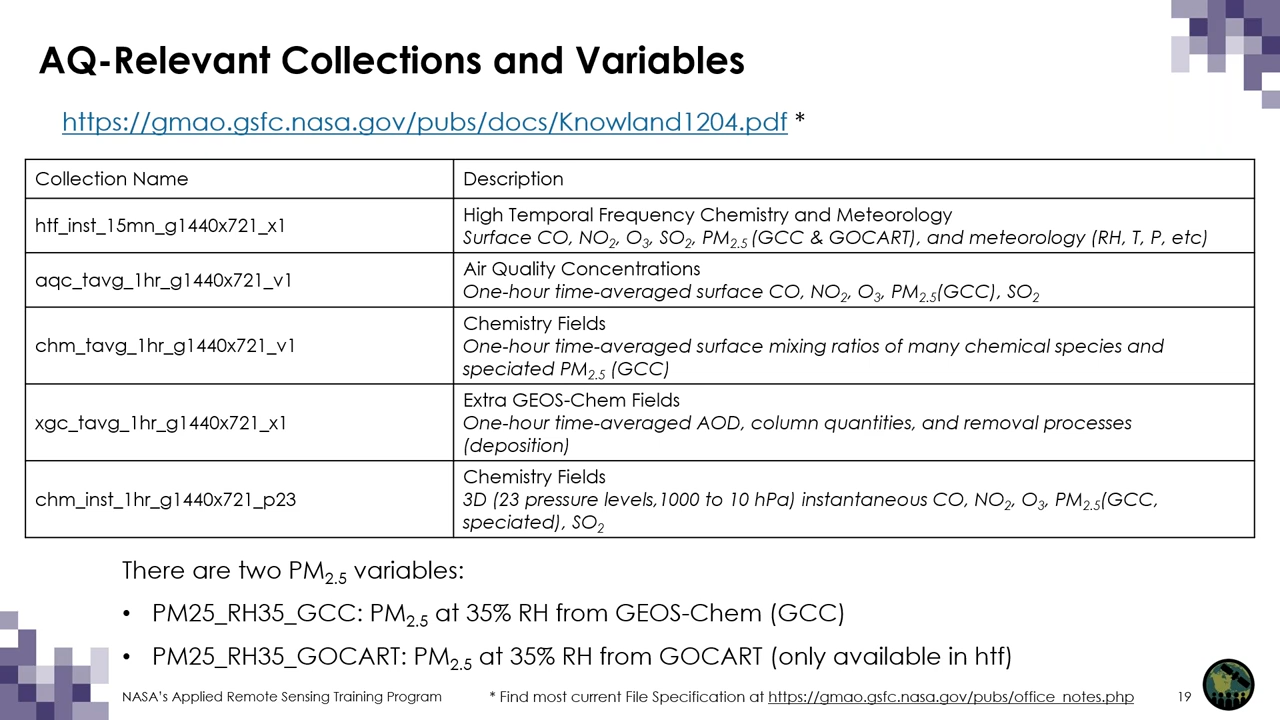 AQ-Relevant Collections and Variables
https://gmao.gsfc.nasa.gov/pubs/docs/Knowland1204.pdf *
Collection Name
Description
htf_inst_15mn_g1440x721_x1
High Temporal Frequency Chemistry and Meteorology
Surface CO, NO2, O3, SO2, PM2.5 (GCC & GOCART), and meteorology (RH, T, P, etc)
aqc_tavg_1hr_g1440x721_v1
Air Quality Concentrations
One-hour time-averaged surface CO, NO2, O3, PM2.5(GCC), SO2
chm_tavg_1hr_g1440x721_v1
Chemistry Fields
One-hour time-averaged surface mixing ratios of many chemical species and
speciated PM2.5 (GCC)
xgc_tavg_1hr_g1440x721_x1
Extra GEOS-Chem Fields
One-hour time-averaged AOD, column quantities, and removal processes
(deposition)
chm_inst_1hr_g1440x721_p23
Chemistry Fields
3D (23 pressure levels,1000 to 10 hPa) instantaneous CO, NO2, O3, PM2.5(GCC,
speciated), SO2
There are two PM2.5 variables:
• PM25_RH35_GCC: PM2.5 at 35% RH from GEOS-Chem (GCC)
• PM25_RH35_GOCART: PM2.5 at 35% RH from GOCART (only available in htf)
NASA's Applied Remote Sensing Training Program
* Find most current File Specification at https://gmao.gsfc.nasa.gov/pubs/office_notes.php
19